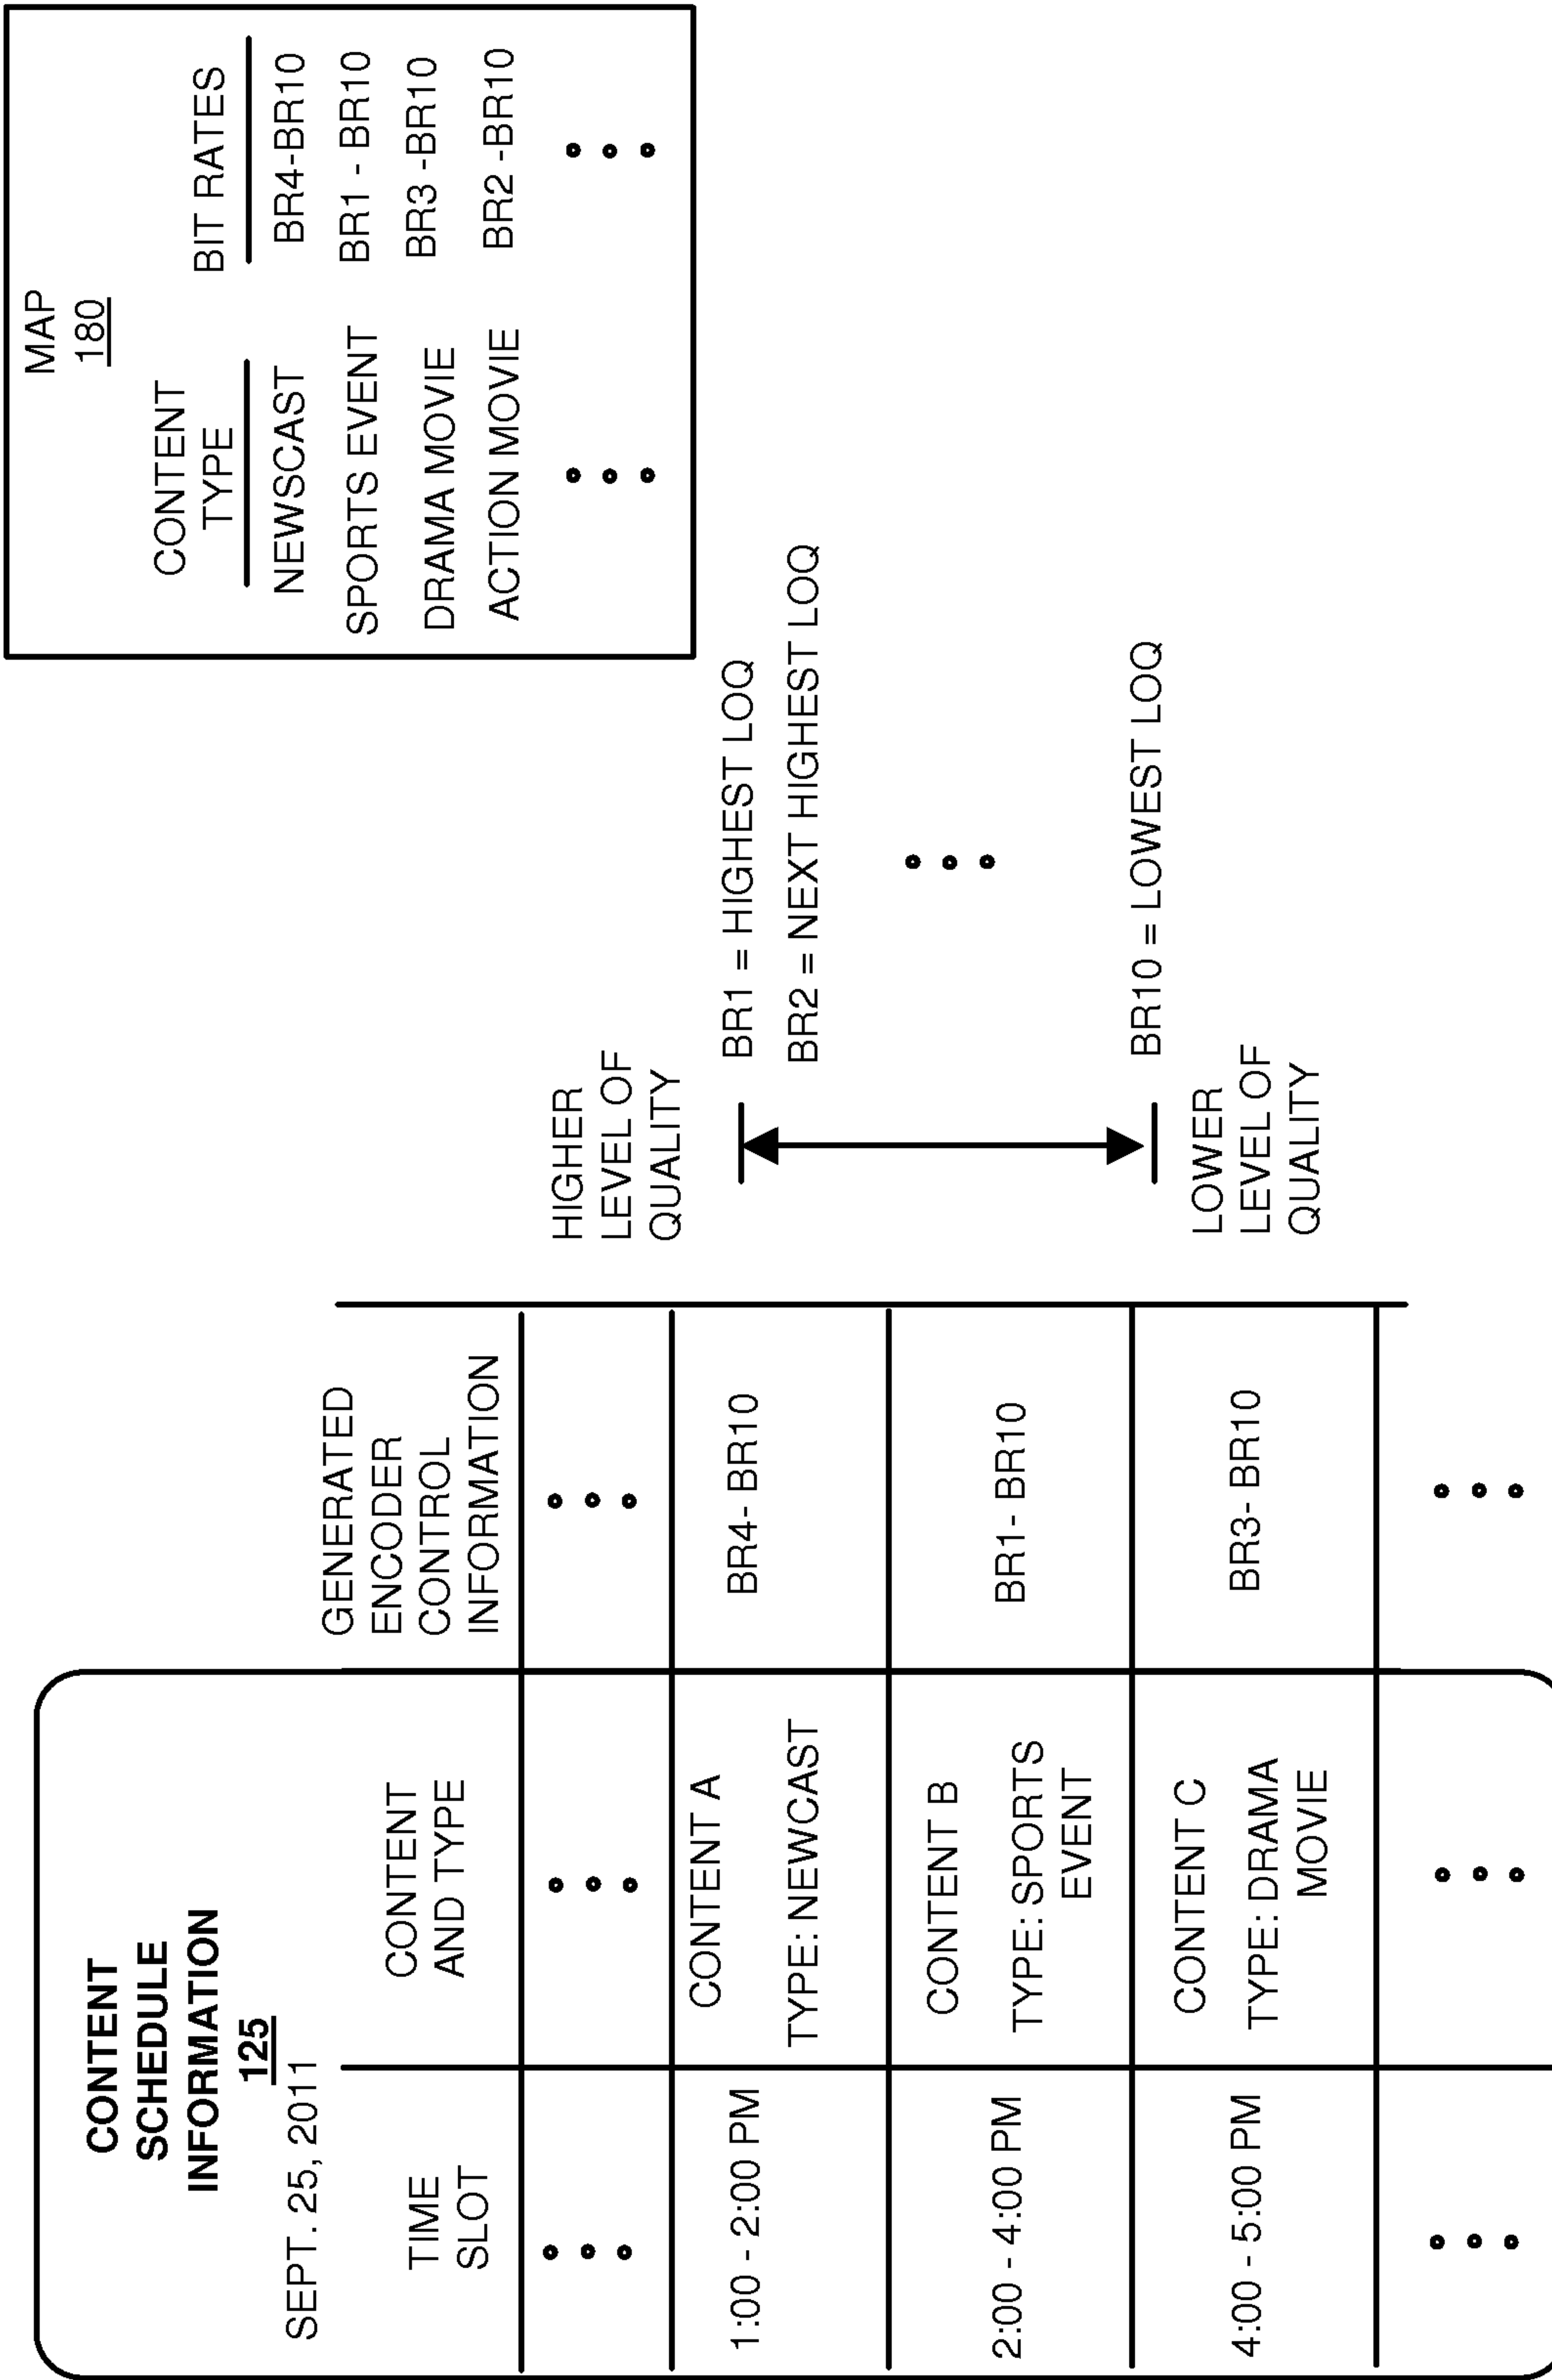 CONTENT
SCHEDULE
INFORMATION
125
SEPT. 25, 2011
TIME
SLOT
CONTENT
AND TYPE
GENERATED
ENCODER
CONTROL
INFORMATION
1:00 - 2:00 PM
CONTENT A
TYPE: NEWCAST
BR4- BR10
2:00 - 4:00 PM
CONTENT B
TYPE: SPORTS
EVENT
BR1- BR10
4:00 - 5:00 PM
CONTENT C
TYPE: DRAMA
MOVIE
BR3- BR10
HIGHER
LEVEL OF
QUALITY
BR1 = HIGHEST LOQ
BR2 = NEXT HIGHEST LOQ
BR10 = LOWEST LOQ
LOWER
LEVEL OF
QUALITY
MAP
180
CONTENT
TYPE
BIT RATES
NEWSCAST BR4-BR10
SPORTS EVENT BR1 - BR10
DRAMA MOVIE BR3 -BR10
ACTION MOVIE BR2 -BR10